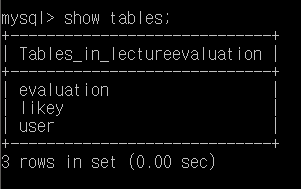 mysql> show tables;
+------------------------------+
| Tables_in_lectureevaluation |
+------------------------------+
| evaluation |
| likey |
| user |
+------------------------------+
3 rows in set (0.00 sec)